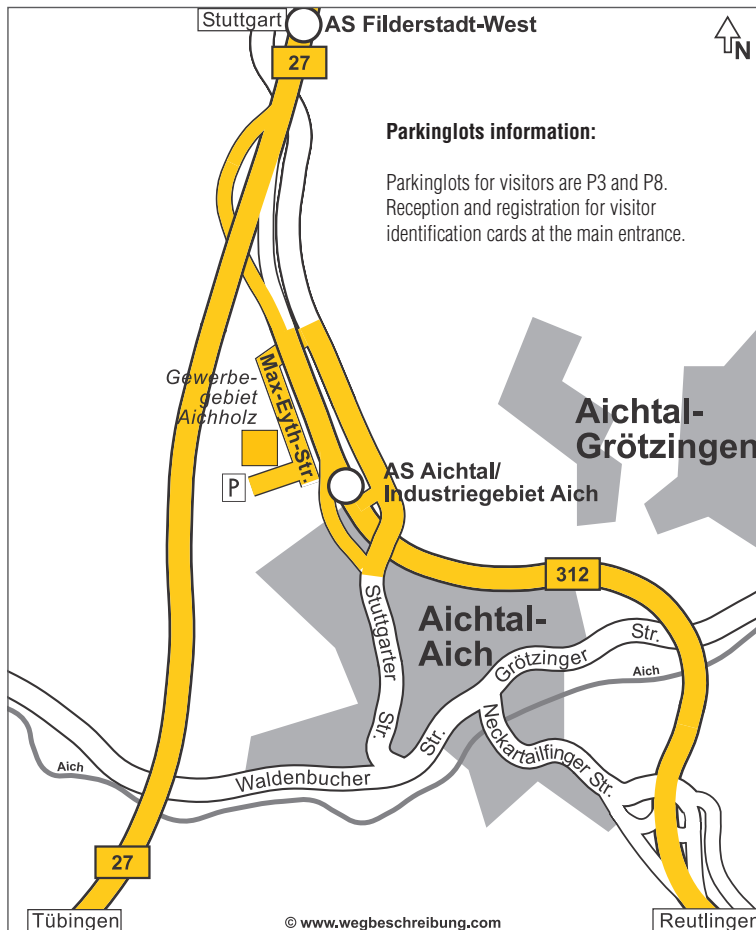 Stuttgart
AS Filderstadt-West
N
27
Parkinglots information:
Parkinglots for visitors are P3 and P8.
Reception and registration for visitor
identification cards at the main entrance.
Gewerbe-
gebiet
Aichholz
Max-Eyth-Str.
P
Aichtal-
Grötzingen
AS Aichtal/
Industriegebiet Aich
312
Aichtal-
Aich
Stuttgarter
Str.
Grötzinger
Str.
Aich
Neckartailfinger Str.
Aich
Waldenbucher
Str.
27
Tübingen
© www.wegbeschreibung.com
Reutlingen